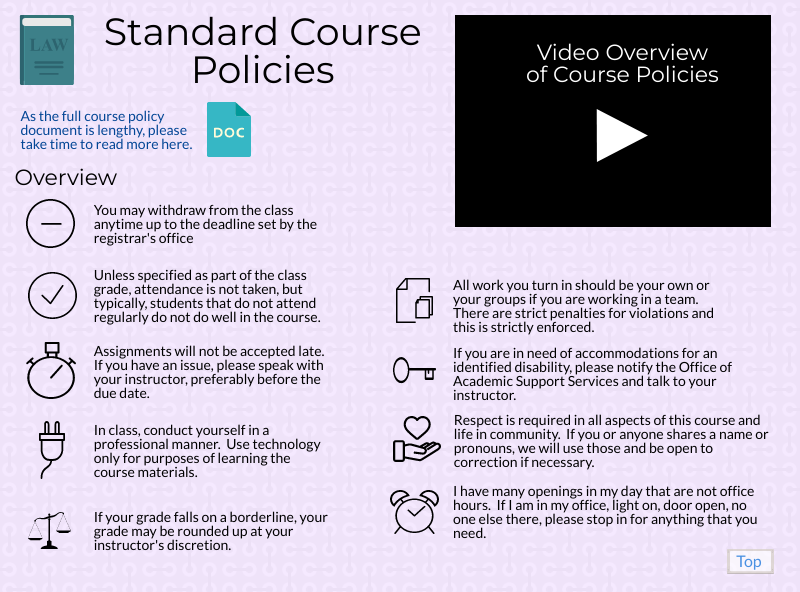 LAW
Standard Course
Policies
As the full course policy
document is lengthy, please
take time to read more here.
DOC
Video Overview
of Course Policies
Overview
You may withdraw from the class
anytime up to the deadline set by the
registrar's office
Unless specified as part of the class
grade, attendance is not taken, but
typically, students that do not attend
regularly do not do well in the course.
Assignments will not be accepted late.
If you have an issue, please speak with
your instructor, preferably before the
due date.
In class, conduct yourself in a
professional manner.  Use technology
only for purposes of learning the
course materials.
If your grade falls on a borderline, your
grade may be rounded up at your
instructor's discretion.
All work you turn in should be your own or
your groups if you are working in a team.
There are strict penalties for violations and
this is strictly enforced.
If you are in need of accommodations for an
identified disability, please notify the Office of
Academic Support Services and talk to your
instructor.
Respect is required in all aspects of this course and
life in community.  If you or anyone shares a name or
pronouns, we will use those and be open to
correction if necessary.
I have many openings in my day that are not office
hours.  If I am in my office, light on, door open, no
one else there, please stop in for anything that you
need.
Top